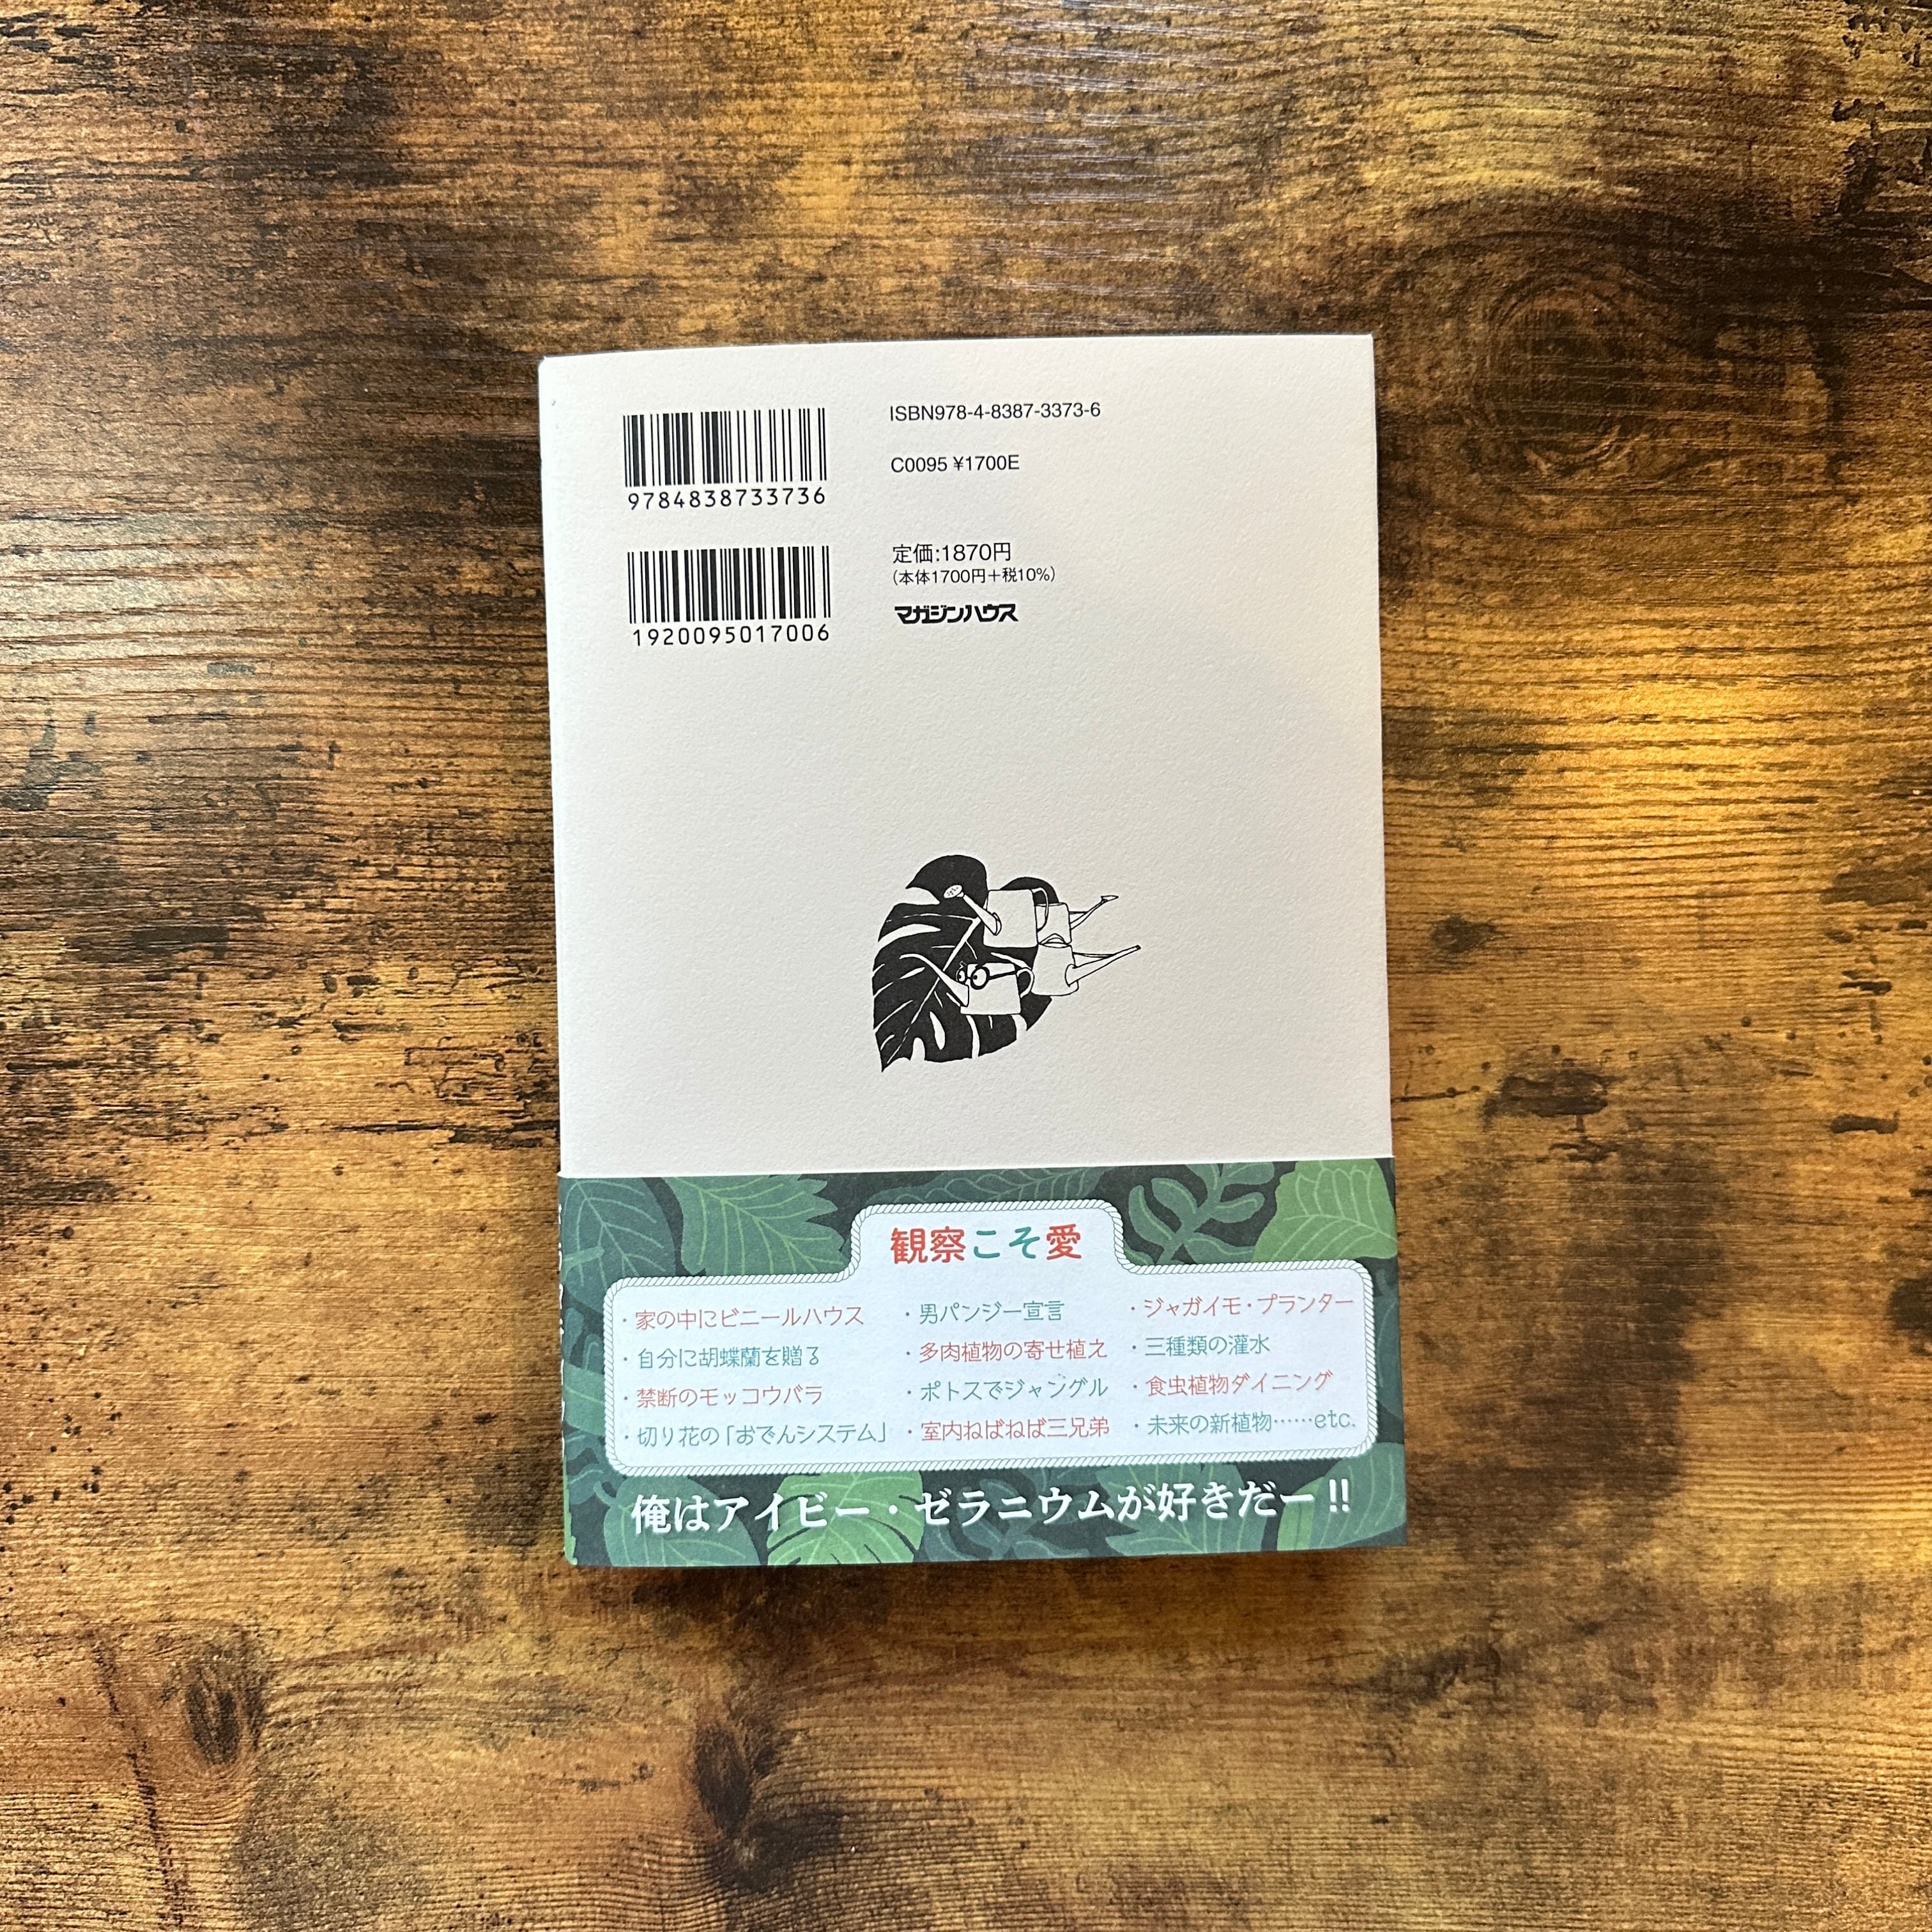 9784838733736
ISBN978-4-8387-3373-6
C0095 ¥1700E
1920095017006
定価:1870円
(本体1700円+税10%)
マガジンハウス
観察こそ愛
・家の中にビニールハウス
・自分に胡蝶蘭を贈る
・禁断のモッコウバラ
・切り花の「おでんシステム」
・男パンジー宣言
・多肉植物の寄せ植え
・ポトスでジャングル
・室内ねばねば三兄弟
・ジャガイモ・プランター
・三種類の灌水
・食虫植物ダイニング
・未来の新植物……etc.
俺はアイビー・ゼラニウムが好きだー!!